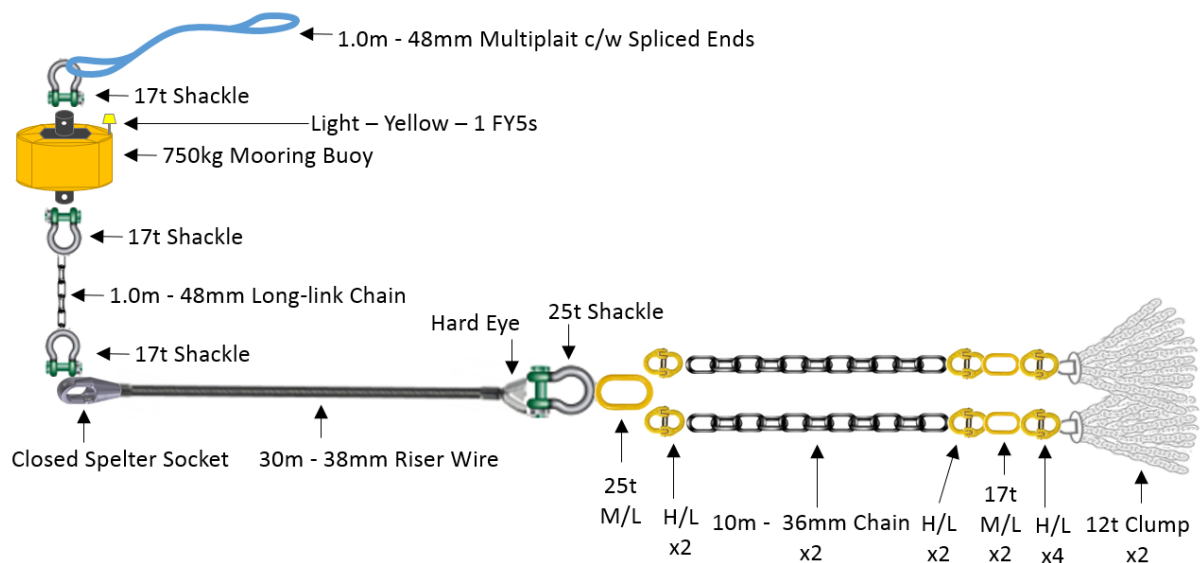 1.0m - 48mm Multiplait c/w Spliced Ends
17t Shackle
Light – Yellow – 1 FY5s
750kg Mooring Buoy
17t Shackle
1.0m - 48mm Long-link Chain
25t Shackle
Hard Eye
17t Shackle
Closed Spelter Socket
30m - 38mm Riser Wire
25t
M/L
H/L
x2
10m - 36mm Chain
x2
H/L
x2
17t
M/L
x2
H/L
x4
12t Clump
x2